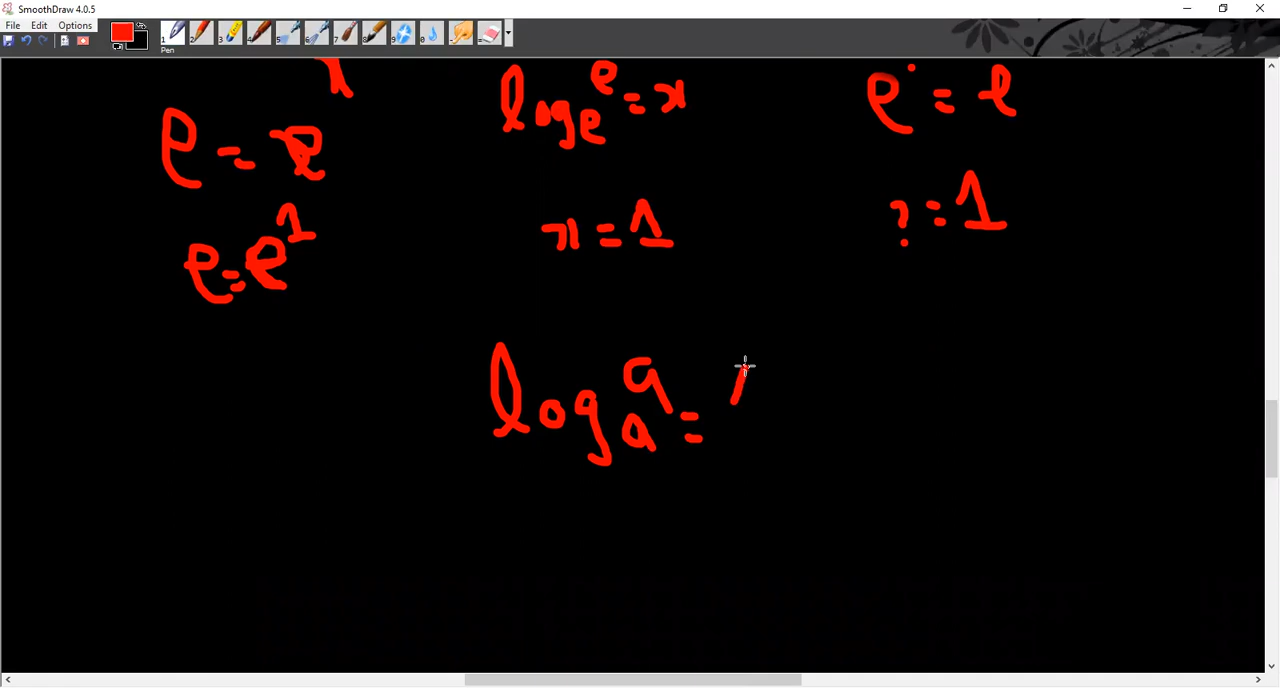 SmoothDraw 4.0.5
File Edit Options
Pen
x
e = e
e = e^1
log_e e = x
x = 1
e^? = e
? = 1
log_a a =